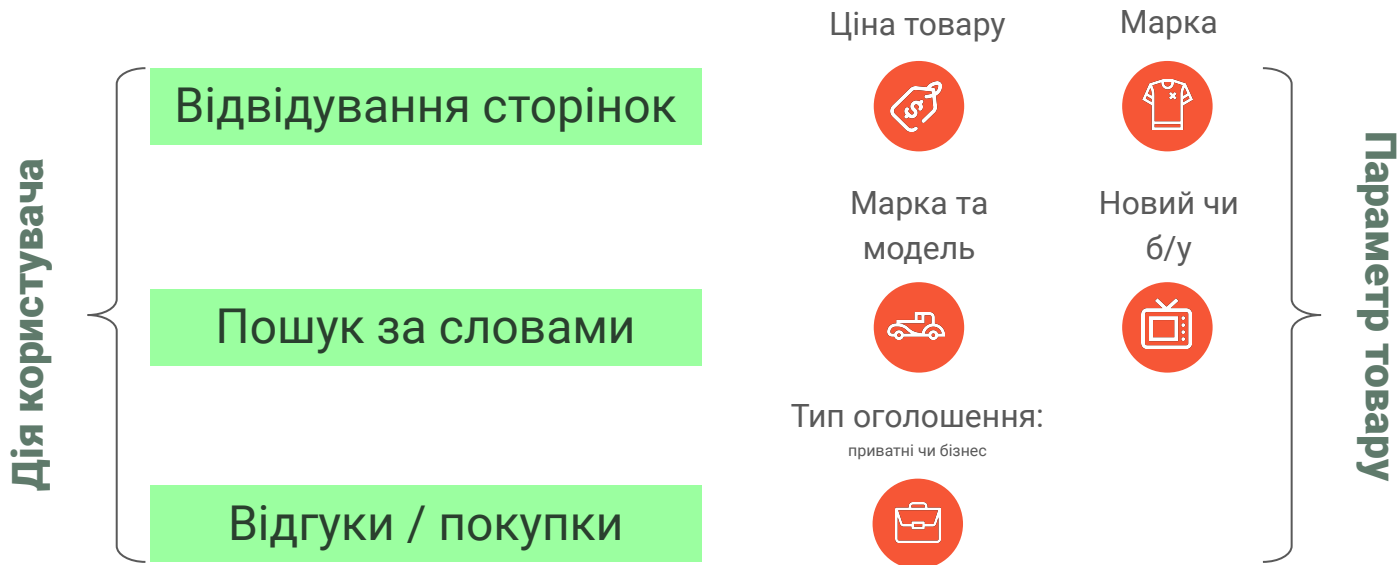 Дія користувача
Відвідування сторінок
Пошук за словами
Відгуки / покупки
Ціна товару
Марка
Марка та
модель
Новий чи
б/у
Тип оголошення:
приватні чи бізнес
Параметр товару